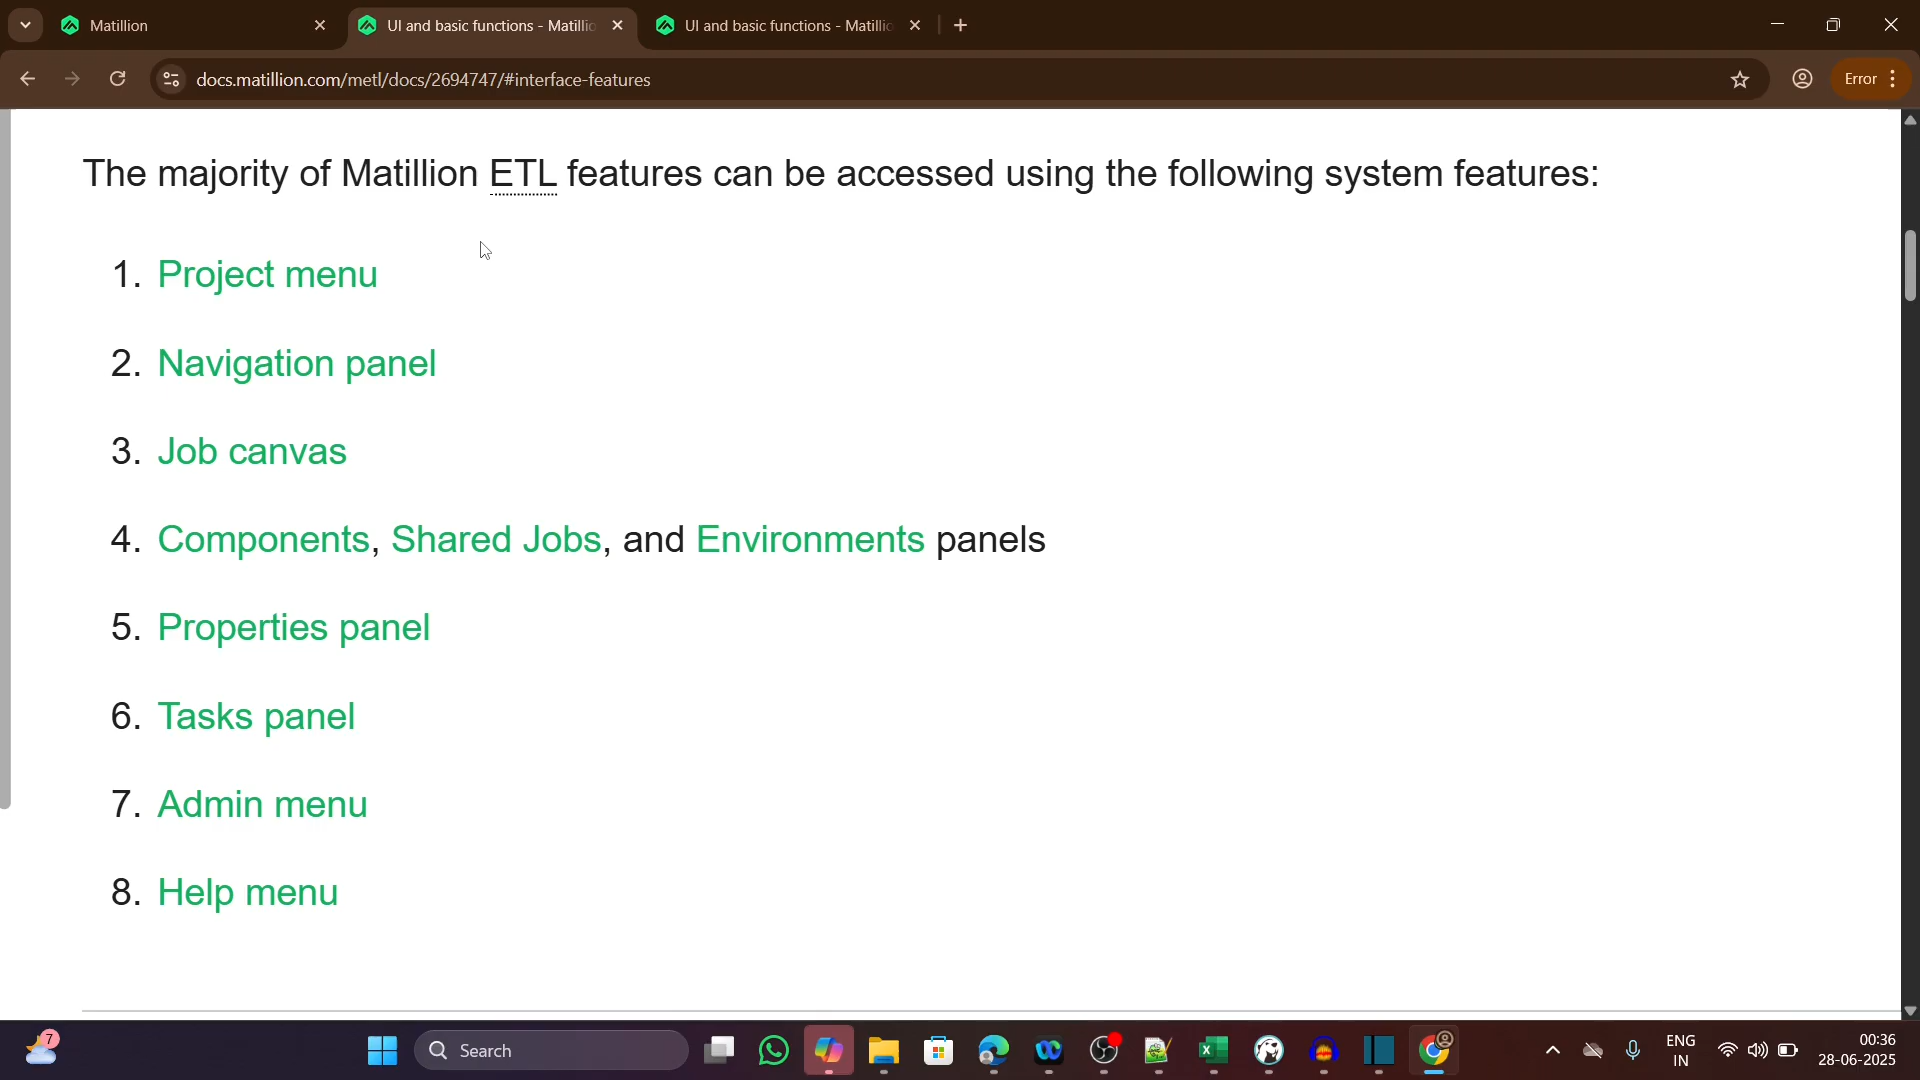 Matillion
UI and basic functions - Matillio
UI and basic functions - Matillio
docs.matillion.com/metl/docs/2694747/#interface-features
Error
The majority of Matillion ETL features can be accessed using the following system features:
1. Project menu
2. Navigation panel
3. Job canvas
4. Components, Shared Jobs, and Environments panels
5. Properties panel
6. Tasks panel
7. Admin menu
8. Help menu
7
Search
ENG
IN
00:36
28-06-2025